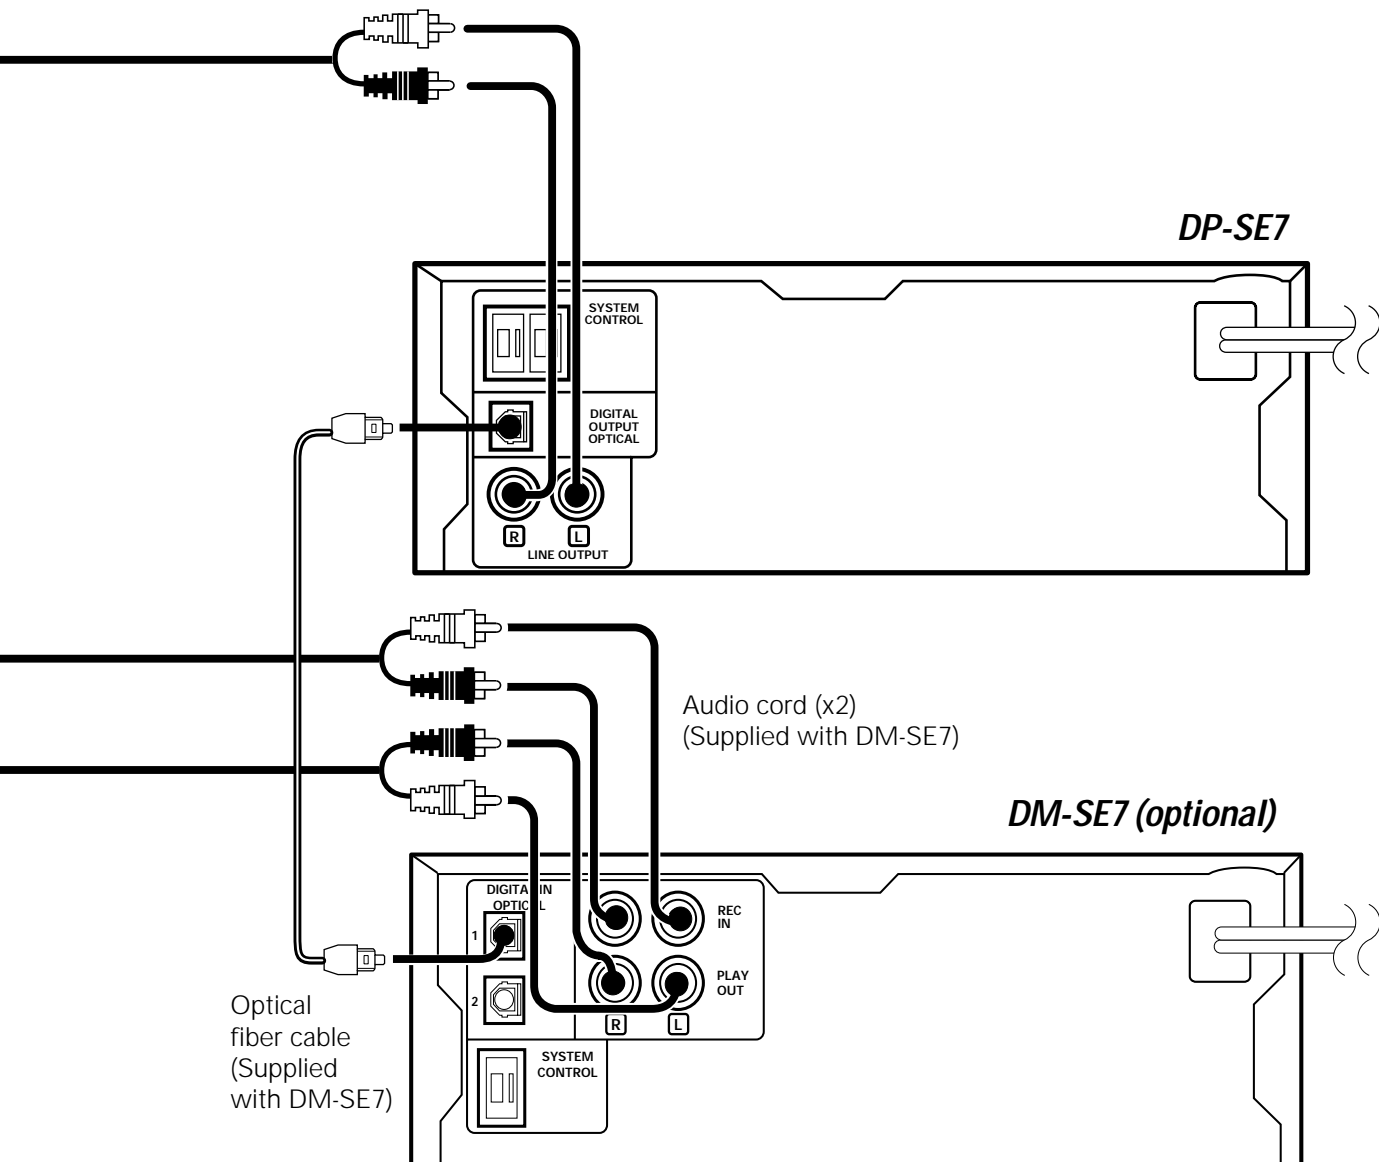 DP-SE7
SYSTEM
CONTROL
DIGITAL
OUTPUT
OPTICAL
R
L
LINE OUTPUT
Audio cord (x2)
(Supplied with DM-SE7)
DM-SE7 (optional)
DIGITAL IN
OPTICAL
1
REC
IN
2
PLAY
OUT
R
L
SYSTEM
CONTROL
Optical
fiber cable
(Supplied
with DM-SE7)